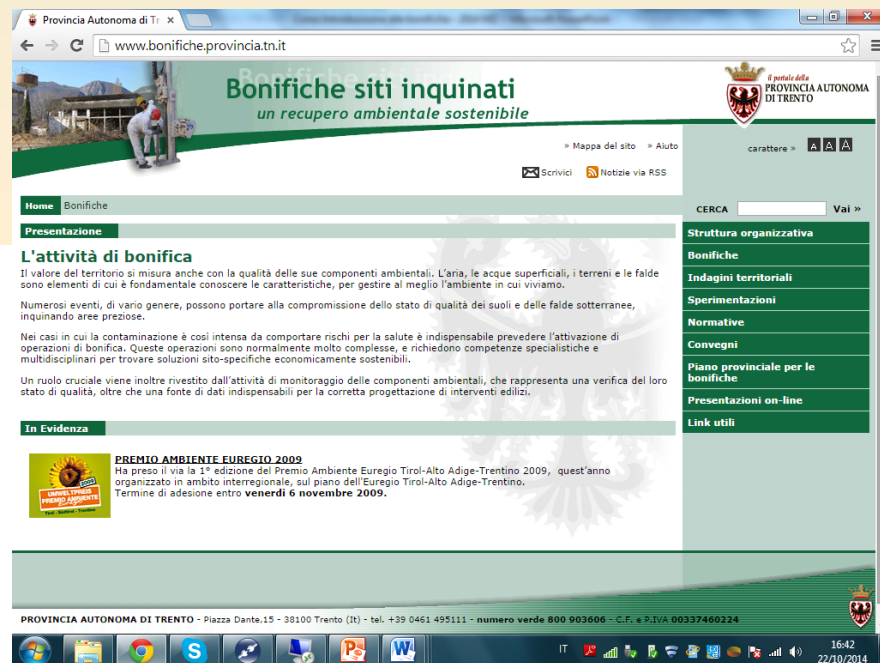 Provincia Autonoma di Tr
www.bonifiche.provincia.tn.it
Bonifiche siti inquinati
un recupero ambientale sostenibile
il portale della
PROVINCIA AUTONOMA
DI TRENTO
» Mappa del sito » Aiuto
carattere » A A A
Scrivici Notizie via RSS
Home Bonifiche
CERCA Vai »
Presentazione
L'attività di bonifica
Il valore del territorio si misura anche con la qualità delle sue componenti ambientali. L'aria, le acque superficiali, i terreni e le falde
sono elementi di cui è fondamentale conoscere le caratteristiche, per gestire al meglio l'ambiente in cui viviamo.
Numerosi eventi, di vario genere, possono portare alla compromissione dello stato di qualità dei suoli e delle falde sotterranee,
inquinando aree preziose.
Nei casi in cui la contaminazione è così intensa da comportare rischi per la salute è indispensabile prevedere l'attivazione di
operazioni di bonifica. Queste operazioni sono normalmente molto complesse, e richiedono competenze specialistiche e
multidisciplinari per trovare soluzioni sito-specifiche economicamente sostenibili.
Un ruolo cruciale viene inoltre rivestito dall'attività di monitoraggio delle componenti ambientali, che rappresenta una verifica del loro
stato di qualità, oltre che una fonte di dati indispensabili per la corretta progettazione di interventi edilizi.
Struttura organizzativa
Bonifiche
Indagini territoriali
Sperimentazioni
Normative
Convegni
Piano provinciale per le
bonifiche
Presentazioni on-line
Link utili
In Evidenza
2009
UMWELTPREIS
PREMIO AMBIENTE
Euregio
Tirol - Südtirol - Trentino
PREMIO AMBIENTE EUREGIO 2009
Ha preso il via la 1° edizione del Premio Ambiente Euregio Tirol-Alto Adige-Trentino 2009, quest'anno
organizzato in ambito interregionale, sul piano dell'Euregio Tirol-Alto Adige-Trentino.
Termine di adesione entro venerdì 6 novembre 2009.
PROVINCIA AUTONOMA DI TRENTO - Piazza Dante,15 - 38100 Trento (It) - tel. +39 0461 495111 - numero verde 800 903606 - C.F. e P.IVA 00337460224
IT
16:42
22/10/2014